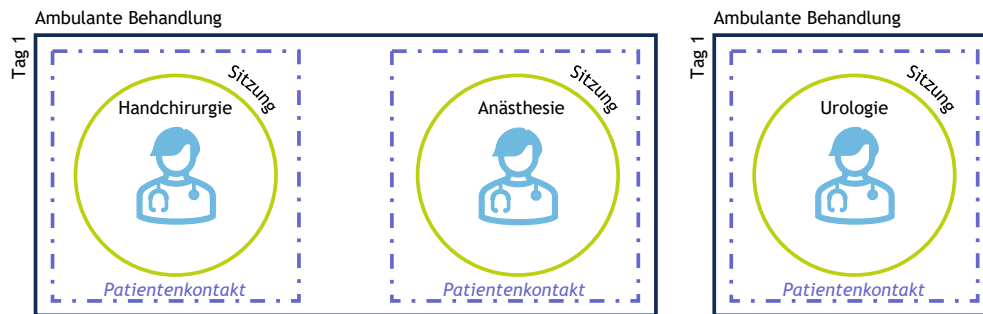 Ambulante Behandlung
Tag 1
Sitzung
Handchirurgie
Patientenkontakt
Sitzung
Anästhesie
Patientenkontakt
Ambulante Behandlung
Tag 1
Sitzung
Urologie
Patientenkontakt